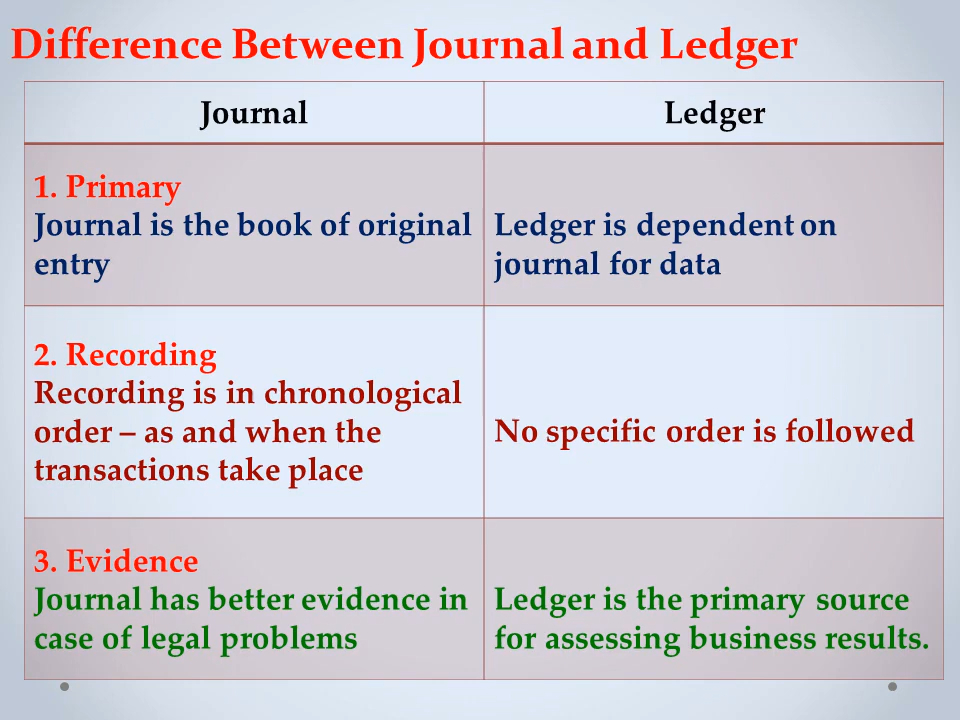 Difference Between Journal and Ledger
Journal
Ledger
1. Primary
Journal is the book of original
entry
Ledger is dependent on
journal for data
2. Recording
Recording is in chronological
order – as and when the
transactions take place
No specific order is followed
3. Evidence
Journal has better evidence in
case of legal problems
Ledger is the primary source
for assessing business results.